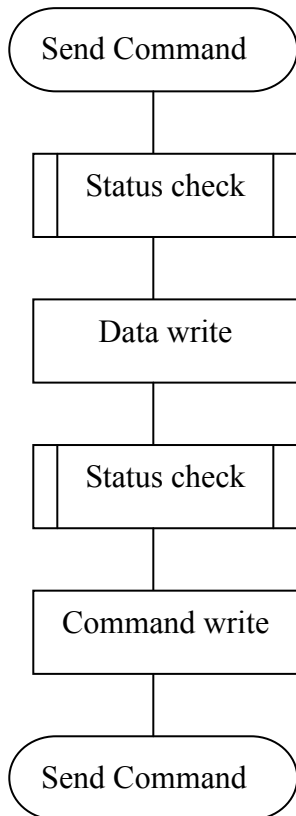 Send Command
Status check
Data write
Status check
Command write
Send Command